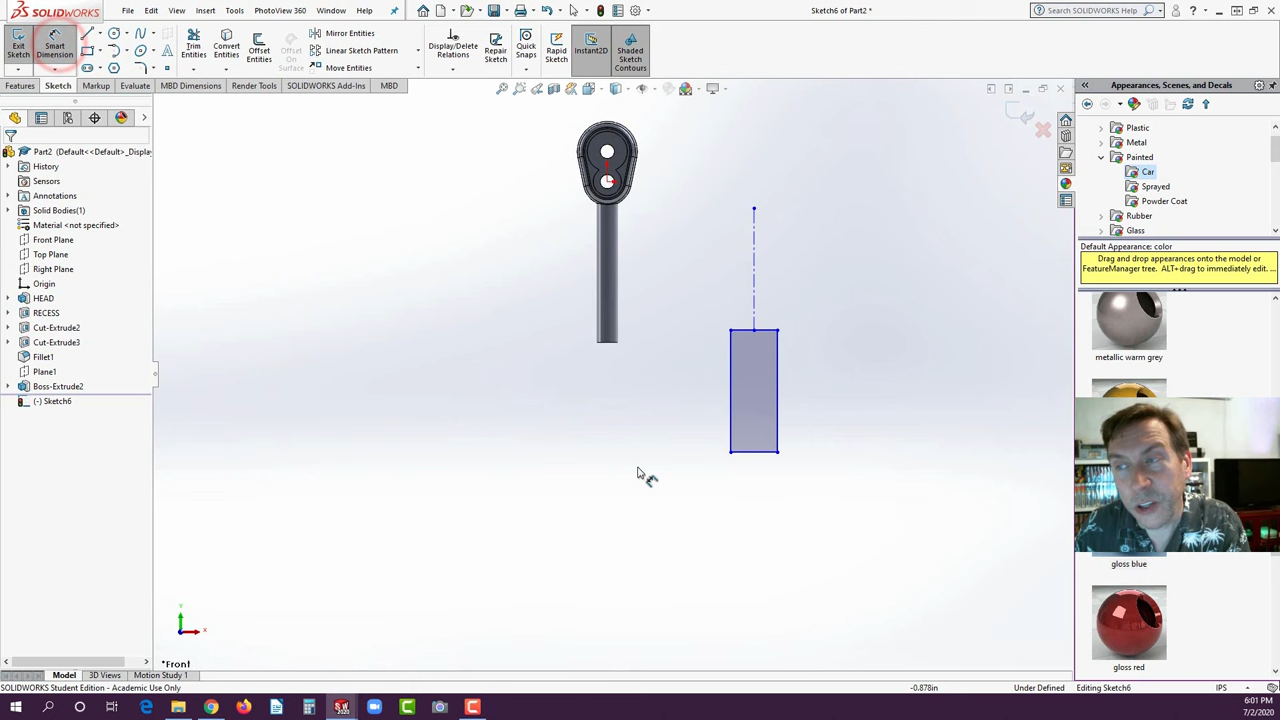 SOLIDWORKS
File Edit View Insert Tools PhotoView 360 Window Help
Sketch6 of Part2 *
Search SOLIDWORKS Help
Exit Sketch
Smart Dimension
Trim Entities
Convert Entities
Offset Entities
Offset On Surface
Mirror Entities
Linear Sketch Pattern
Move Entities
Display/Delete Relations
Repair Sketch
Quick Snaps
Rapid Sketch
Instant2D
Shaded Sketch Contours
Features Sketch Markup Evaluate MBD Dimensions Render Tools SOLIDWORKS Add-Ins MBD
Part2 (Default<<Default>_Display
History
Sensors
Annotations
Solid Bodies(1)
Material <not specified>
Front Plane
Top Plane
Right Plane
Origin
HEAD
RECESS
Cut-Extrude2
Cut-Extrude3
Fillet1
Plane1
Boss-Extrude2
(-) Sketch6
Y
X
*Front
Appearances, Scenes, and Decals
Plastic
Metal
Painted
Car
Sprayed
Powder Coat
Rubber
Glass
Default Appearance: color
Drag and drop appearances onto the model or
FeatureManager tree. ALT+drag to immediately edit. ...
metallic warm grey
gloss blue
gloss red
Model 3D Views Motion Study 1
SOLIDWORKS Student Edition - Academic Use Only
-0.878in
Under Defined
Editing Sketch6
IPS
6:01 PM
7/2/2020